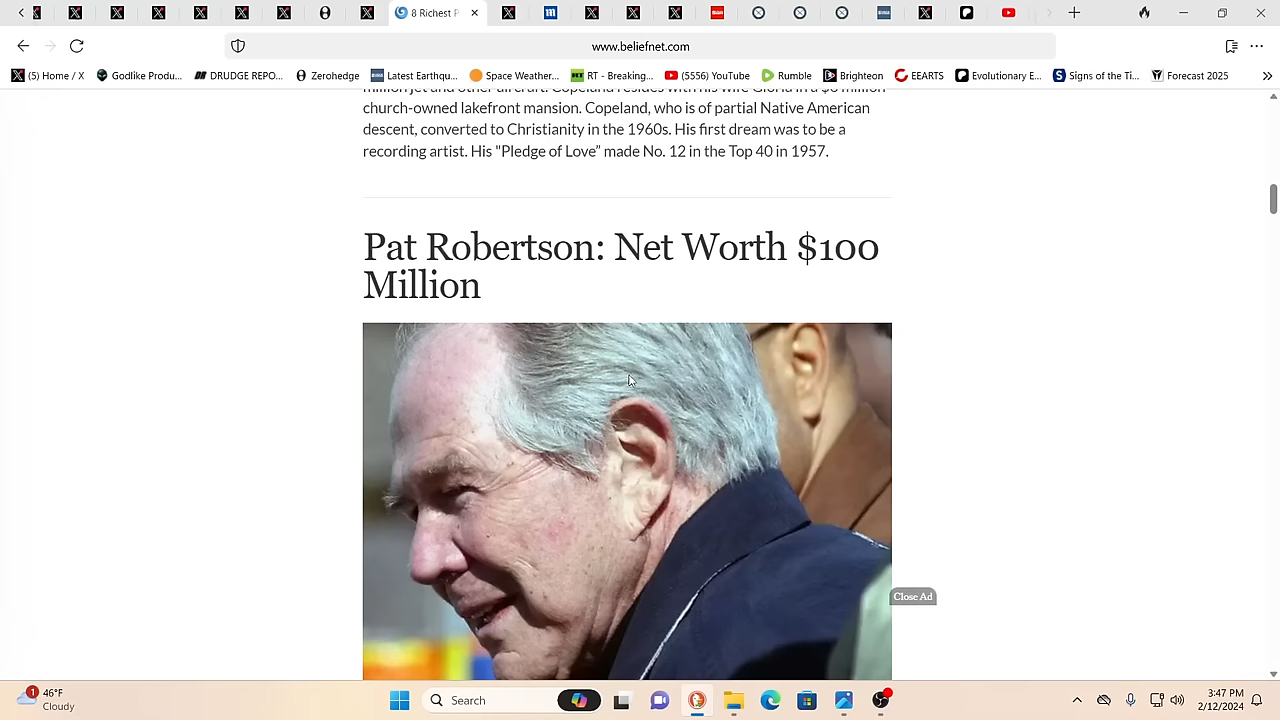 8 Richest P
www.beliefnet.com
(5) Home / X
Godlike Produ...
DRUDGE REPO...
Zerohedge
Latest Earthqu...
Space Weather...
RT - Breaking...
(5556) YouTube
Rumble
Brighteon
EEARTS
Evolutionary E...
Signs of the Ti...
Forecast 2025
million jet and other aircraft. Copeland resides with his wife Gloria in a $6 million
church-owned lakefront mansion. Copeland, who is of partial Native American
descent, converted to Christianity in the 1960s. His first dream was to be a
recording artist. His "Pledge of Love” made No. 12 in the Top 40 in 1957.
Pat Robertson: Net Worth $100
Million
Close Ad
1
46°F
Cloudy
Search
3:47 PM
2/12/2024